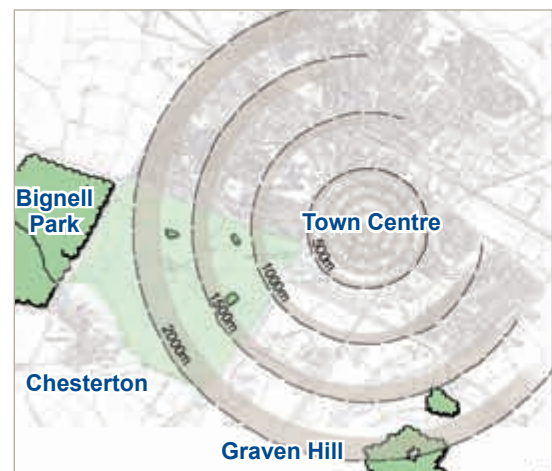 Bignell
Park
Town Centre
500m
1000m
1500m
2000m
Chesterton
Graven Hill